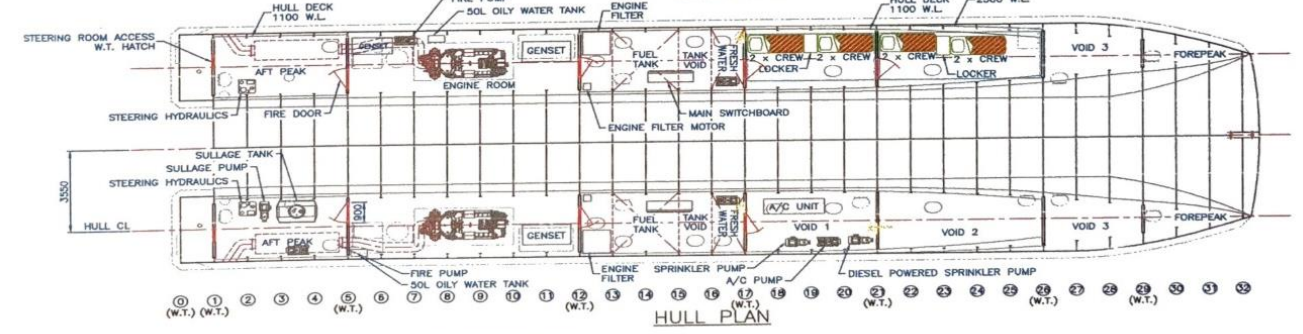 HULL DECK
1100 W.L.
50L OILY WATER TANK
ENGINE
FILTER
HULL DECK
1100 W.L.
STEERING ROOM ACCESS
W.T. HATCH
GENSET
GENSET
AFT PEAK
FUEL
TANK
TANK
VOID
FRESH
WATER
2 x CREW
2 x CREW
2 x CREW
2 x CREW
LOCKER
LOCKER
VOID 3
FOREPEAK
ENGINE ROOM
STEERING HYDRAULICS
FIRE DOOR
MAIN SWITCHBOARD
ENGINE FILTER MOTOR
SULLAGE TANK
SULLAGE PUMP
STEERING HYDRAULICS
3550
900
HULL CL
AFT PEAK
GENSET
FUEL
TANK
TANK
VOID
FRESH
WATER
A/C UNIT
VOID 1
VOID 2
VOID 3
FOREPEAK
FIRE PUMP
50L OILY WATER TANK
ENGINE
FILTER
SPRINKLER PUMP
A/C PUMP
DIESEL POWERED SPRINKLER PUMP
0 1 2 3 4 5 6 7 8 9 10 11 12 13 14 15 16 17 18 19 20 21 22 23 24 25 26 27 28 29 30 31 32
(W.T.) (W.T.) (W.T.) (W.T.) (W.T.) (W.T.) (W.T.) (W.T.)
HULL PLAN